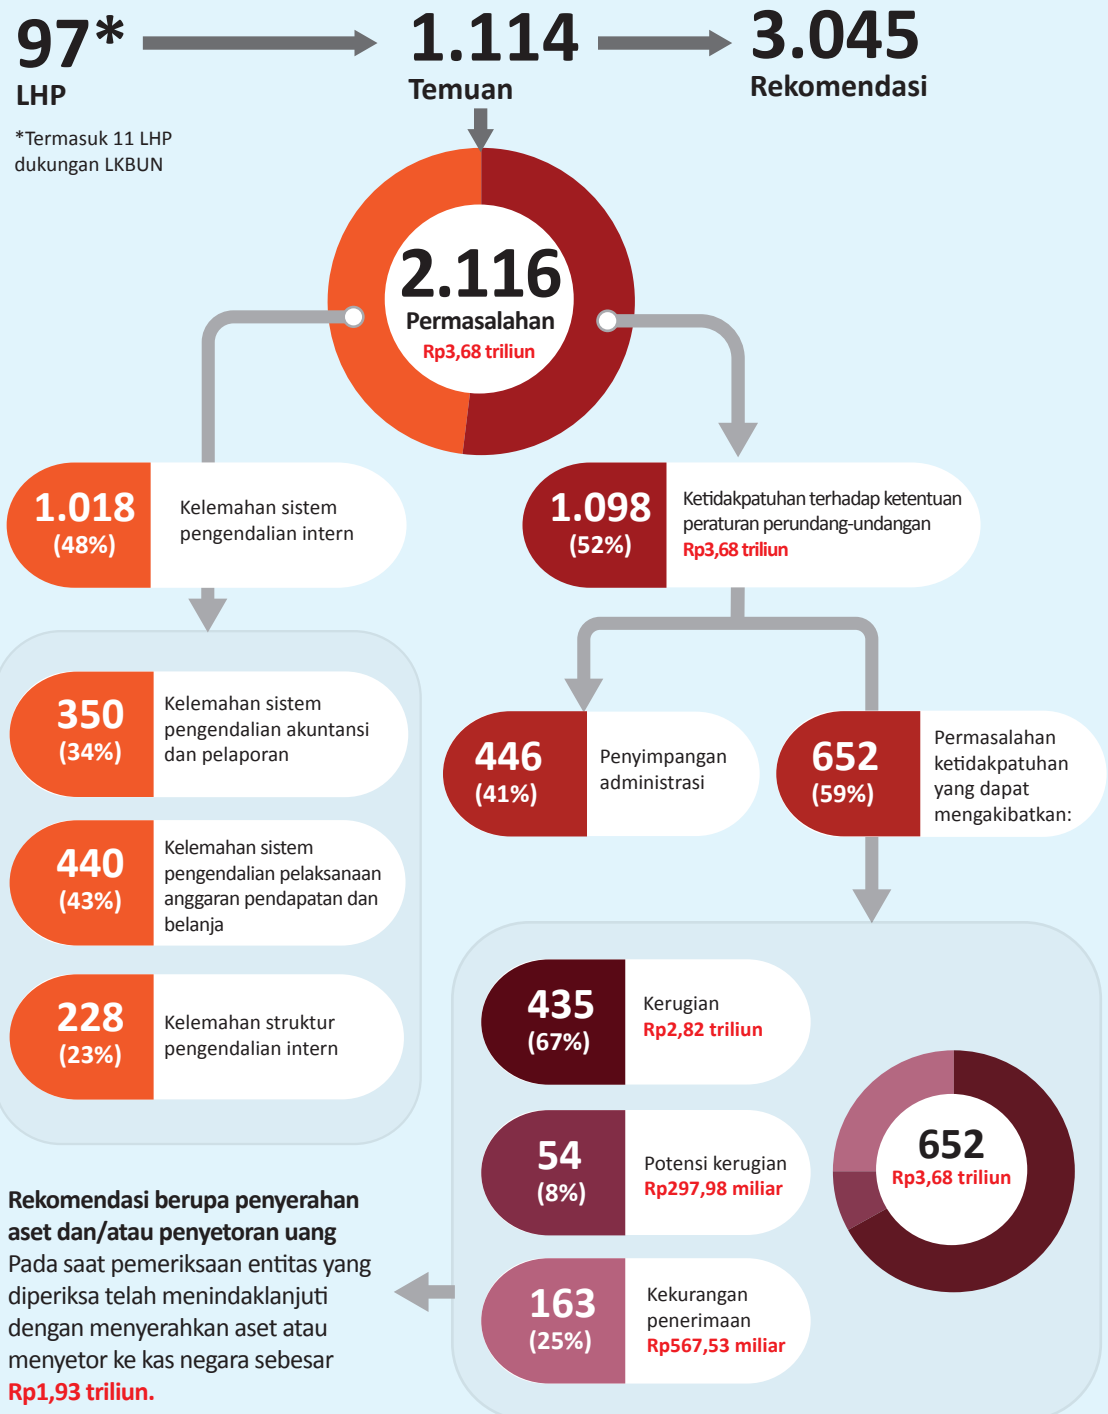 97*
LHP
*Termasuk 11 LHP
dukungan LKBUN
1.114
Temuan
3.045
Rekomendasi
2.116
Permasalahan
Rp3,68 triliun
1.018
(48%)
Kelemahan sistem
pengendalian intern
1.098
(52%)
Ketidakpatuhan terhadap ketentuan
peraturan perundang-undangan
Rp3,68 triliun
350
(34%)
Kelemahan sistem
pengendalian akuntansi
dan pelaporan
440
(43%)
Kelemahan sistem
pengendalian pelaksanaan
anggaran pendapatan dan
belanja
228
(23%)
Kelemahan struktur
pengendalian intern
446
(41%)
Penyimpangan
administrasi
652
(59%)
Permasalahan
ketidakpatuhan
yang dapat
mengakibatkan:
435
(67%)
Kerugian
Rp2,82 triliun
54
(8%)
Potensi kerugian
Rp297,98 miliar
163
(25%)
Kekurangan
penerimaan
Rp567,53 miliar
652
Rp3,68 triliun
Rekomendasi berupa penyerahan
aset dan/atau penyetoran uang
Pada saat pemeriksaan entitas yang
diperiksa telah menindaklanjuti
dengan menyerahkan aset atau
menyetor ke kas negara sebesar
Rp1,93 triliun.